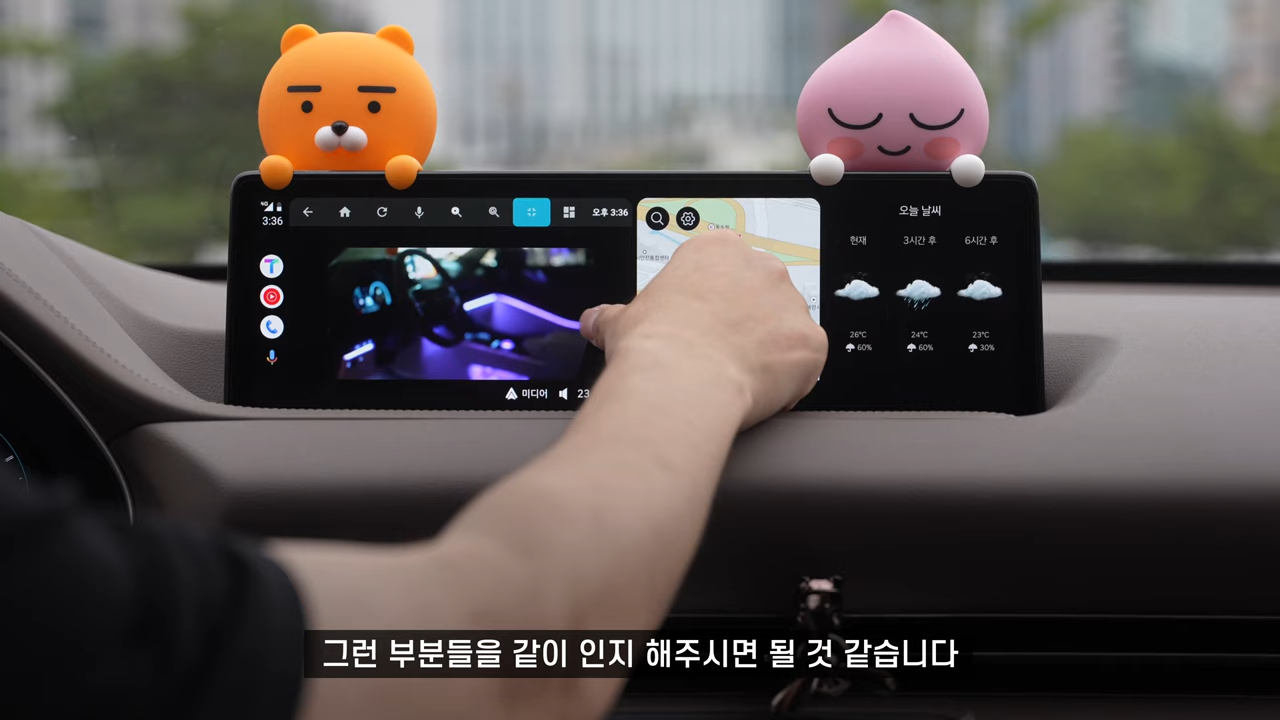 4G
3:36
오후 3:36
미디어
23
오늘 날씨
현재
3시간 후
6시간 후
26℃
24℃
23℃
60%
60%
30%
그런 부분들을 같이 인지 해주시면 될 것 같습니다